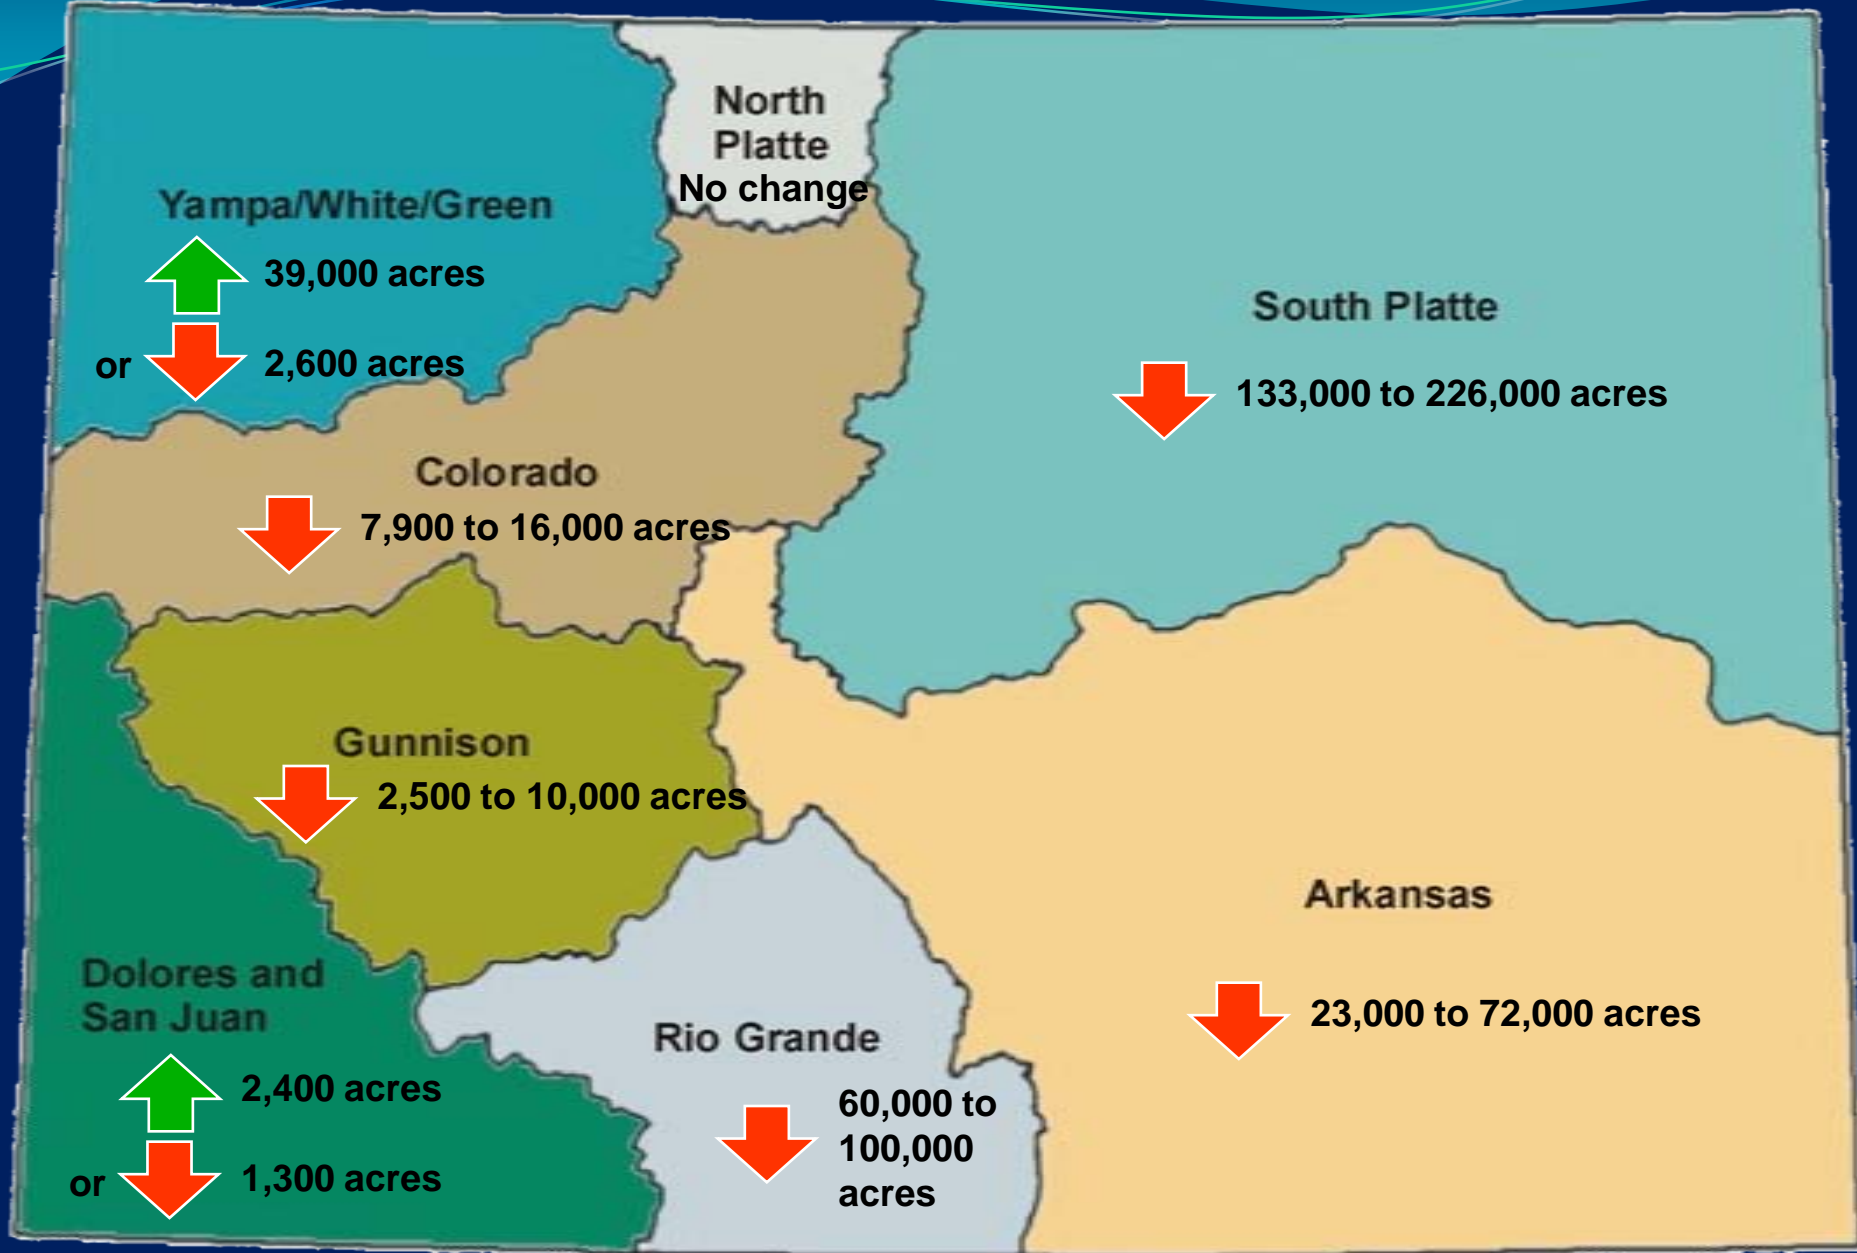 North
Platte
No change
Yampa/White/Green
39,000 acres
or
2,600 acres
South Platte
133,000 to 226,000 acres
Colorado
7,900 to 16,000 acres
Gunnison
2,500 to 10,000 acres
Arkansas
23,000 to 72,000 acres
Dolores and
San Juan
2,400 acres
or
1,300 acres
Rio Grande
60,000 to
100,000
acres